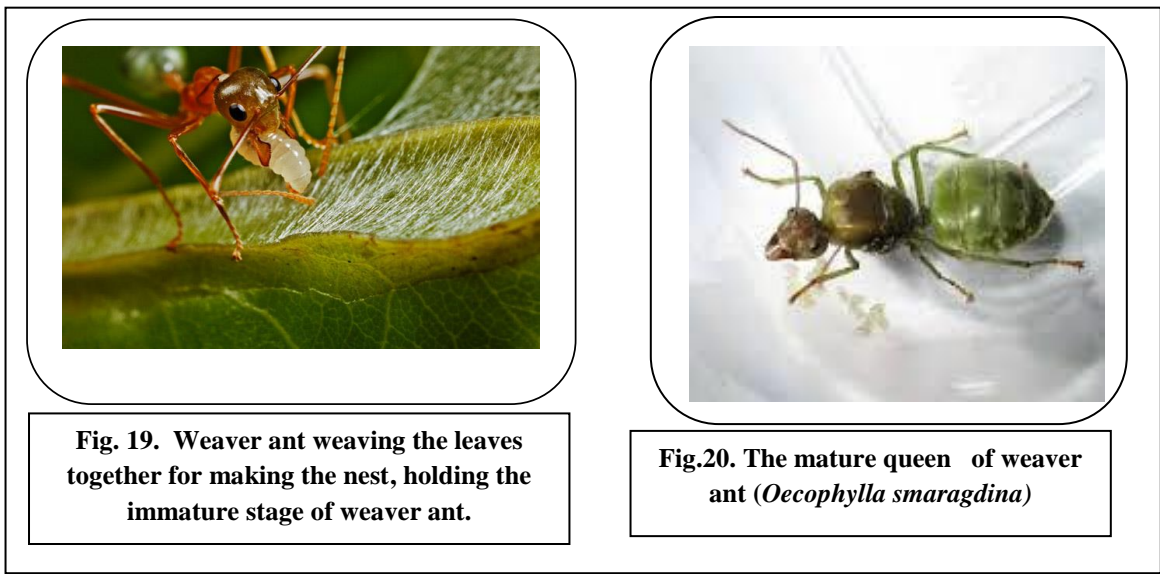 Fig. 19. Weaver ant weaving the leaves
together for making the nest, holding the
immature stage of weaver ant.
Fig.20. The mature queen of weaver
ant (Oecophylla smaragdina)